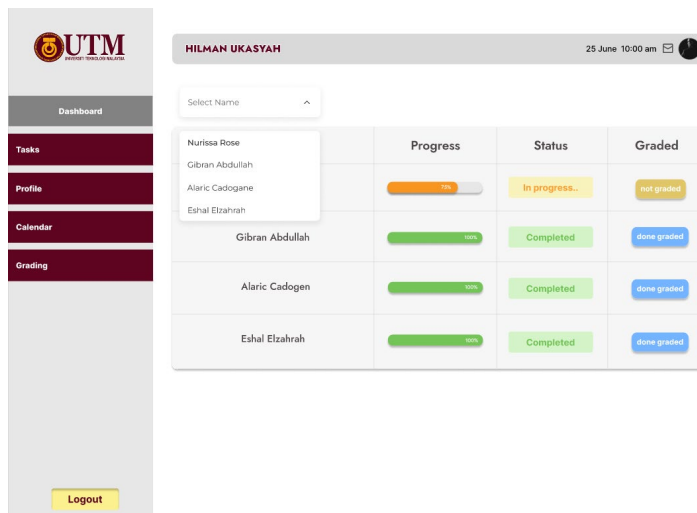 UTM
UNIVERSITI TEKNOLOGI MALAYSIA
HILMAN UKASYAH
25 June 10:00 am
Dashboard
Tasks
Profile
Calendar
Grading
Logout
Select Name
Nurissa Rose
Gibran Abdullah
Alaric Cadogane
Eshal Elzahrah
Progress Status Graded
In progress.. not graded
Gibran Abdullah 100% Completed done graded
Alaric Cadogen 100% Completed done graded
Eshal Elzahrah 100% Completed done graded